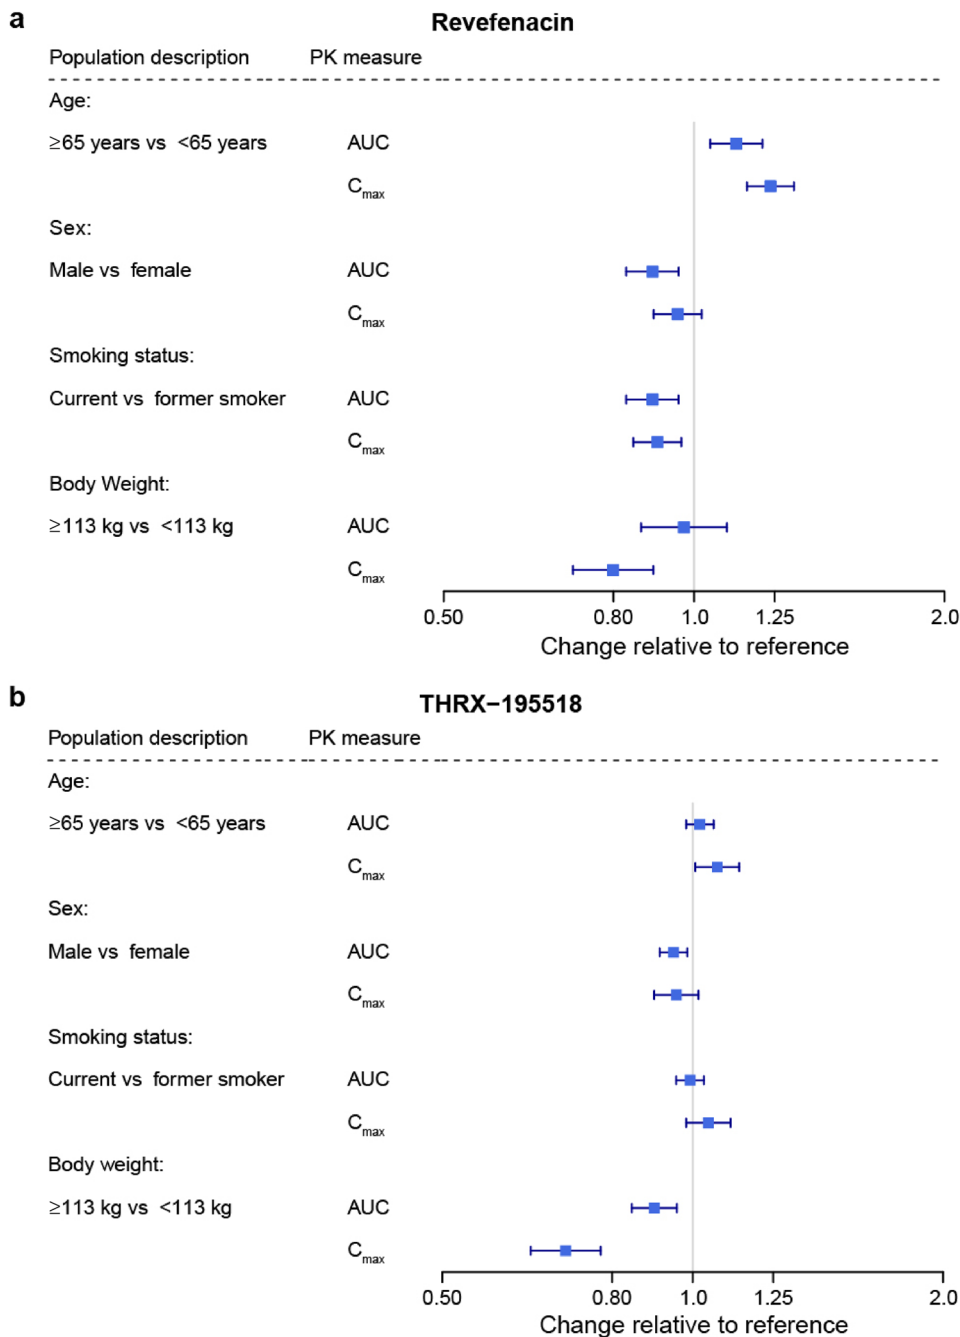 a
Revefenacin
Population description PK measure
Age:
≥65 years vs <65 years AUC
Cmax
Sex:
Male vs female AUC
Cmax
Smoking status:
Current vs former smoker AUC
Cmax
Body Weight:
≥113 kg vs <113 kg AUC
Cmax
0.50 0.80 1.0 1.25 2.0
Change relative to reference
b
THRX−195518
Population description PK measure
Age:
≥65 years vs <65 years AUC
Cmax
Sex:
Male vs female AUC
Cmax
Smoking status:
Current vs former smoker AUC
Cmax
Body weight:
≥113 kg vs <113 kg AUC
Cmax
0.50 0.80 1.0 1.25 2.0
Change relative to reference